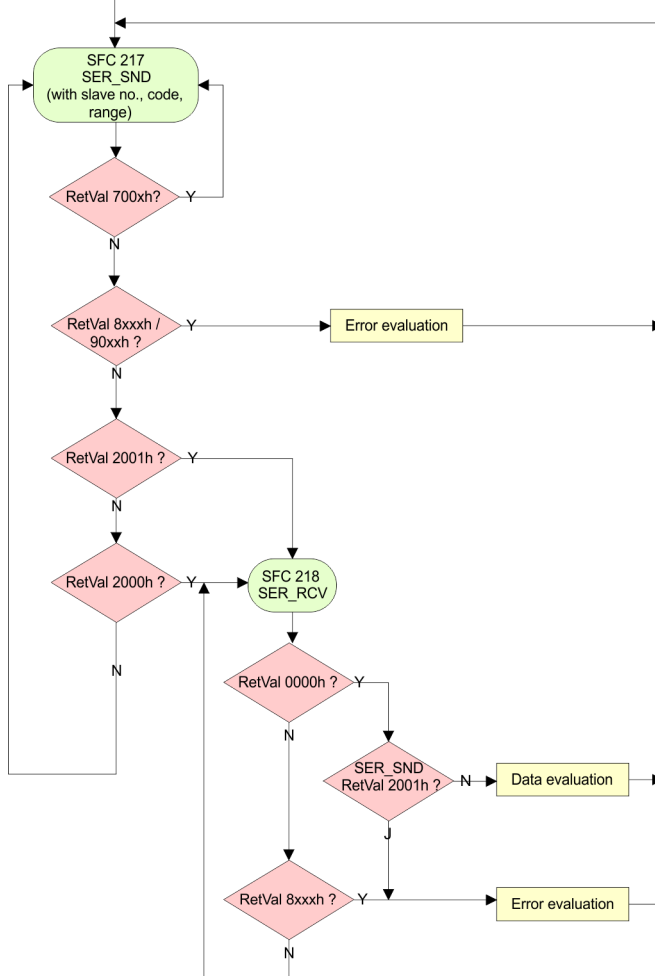 SFC 217
SER_SND
(with slave no., code,
range)
RetVal 700xh?
Y
N
RetVal 8xxxh /
90xxh ?
Y
Error evaluation
N
RetVal 2001h ?
Y
N
RetVal 2000h ?
Y
SFC 218
SER_RCV
N
RetVal 0000h ?
Y
N
SER_SND
RetVal 2001h ?
N
Data evaluation
J
RetVal 8xxxh ?
Y
Error evaluation
N